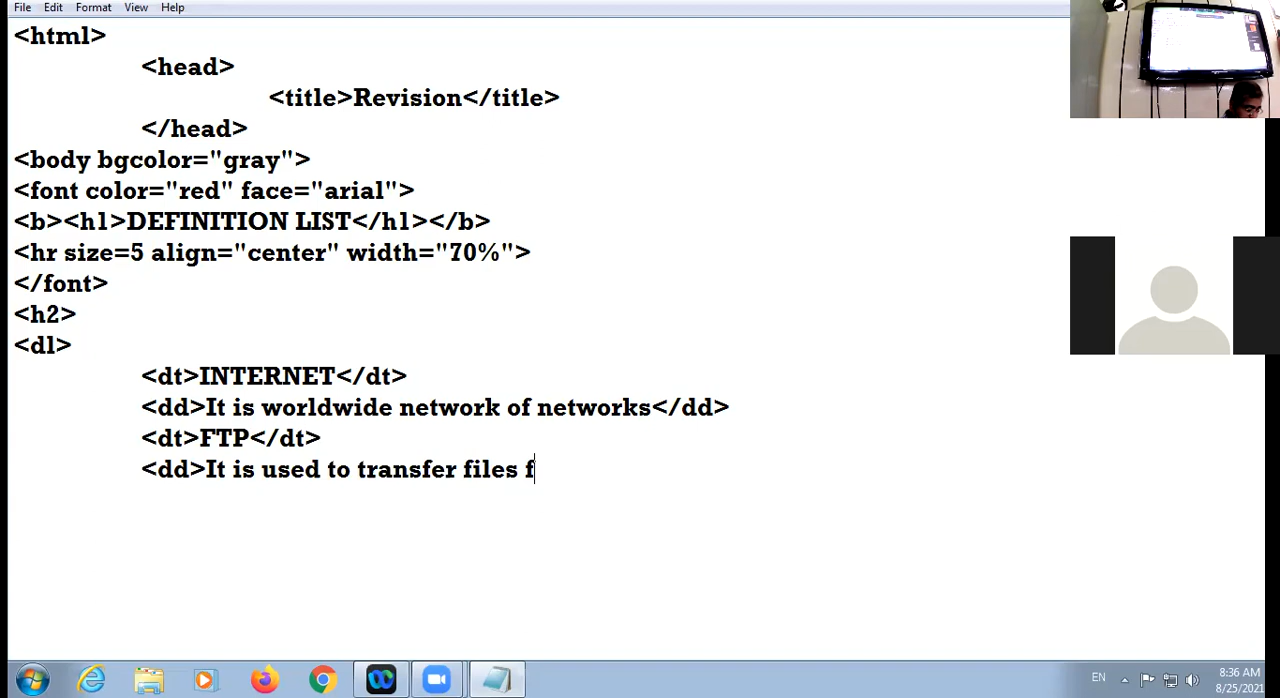 File Edit Format View Help
<html>
<head>
<title>Revision</title>
</head>
<body bgcolor="gray">
<font color="red" face="arial">
<b><h1>DEFINITION LIST</h1></b>
<hr size=5 align="center" width="70%">
</font>
<h2>
<dl>
<dt>INTERNET</dt>
<dd>It is worldwide network of networks</dd>
<dt>FTP</dt>
<dd>It is used to transfer files f
EN
8:36 AM
8/25/2021